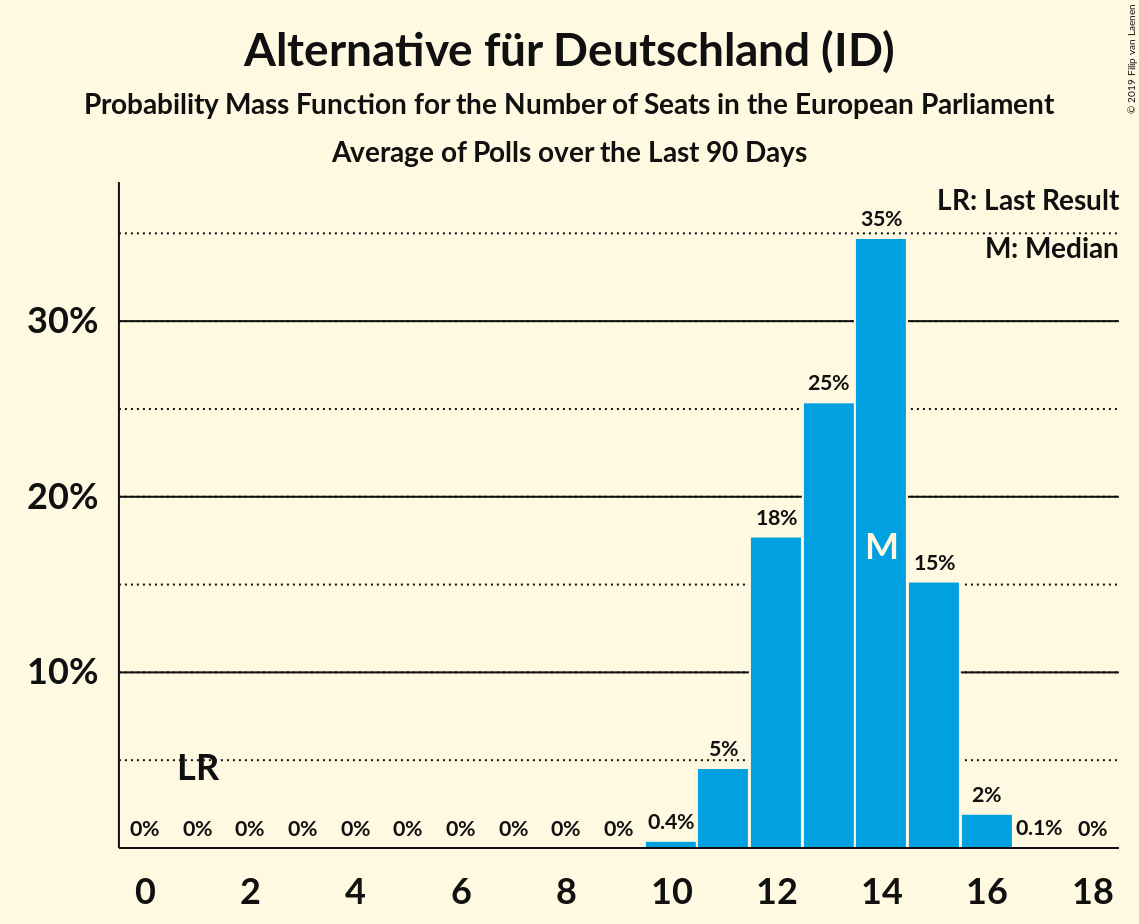 Alternative für Deutschland (ID)
Probability Mass Function for the Number of Seats in the European Parliament
Average of Polls over the Last 90 Days
© 2019 Filip van Laenen
LR: Last Result
M: Median
35%
30%
25%
20%
18%
M
15%
10%
5%
LR
2%
0% 0% 0% 0% 0% 0% 0% 0% 0% 0% 0.4% 0.1% 0%
0 2 4 6 8 10 12 14 16 18